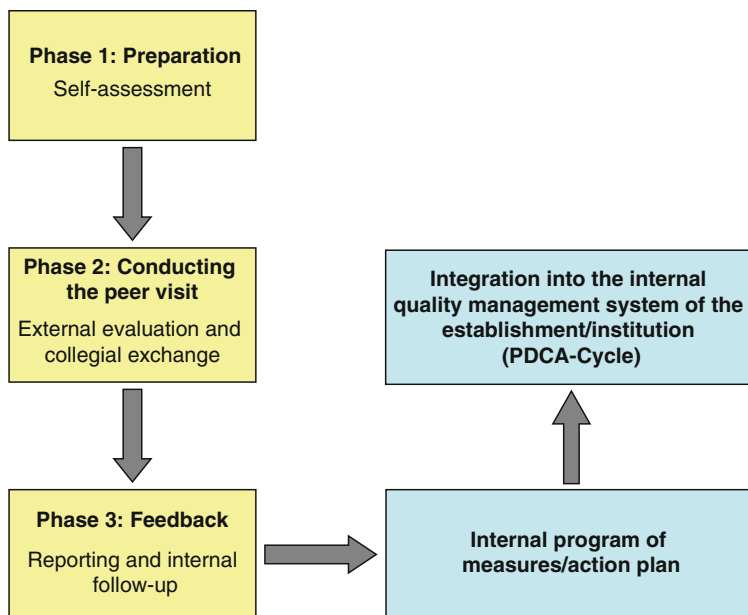 Phase 1: Preparation
Self-assessment
Phase 2: Conducting
the peer visit
External evaluation and
collegial exchange
Phase 3: Feedback
Reporting and internal
follow-up
Integration into the internal
quality management system of the
establishment/institution
(PDCA-Cycle)
Internal program of
measures/action plan